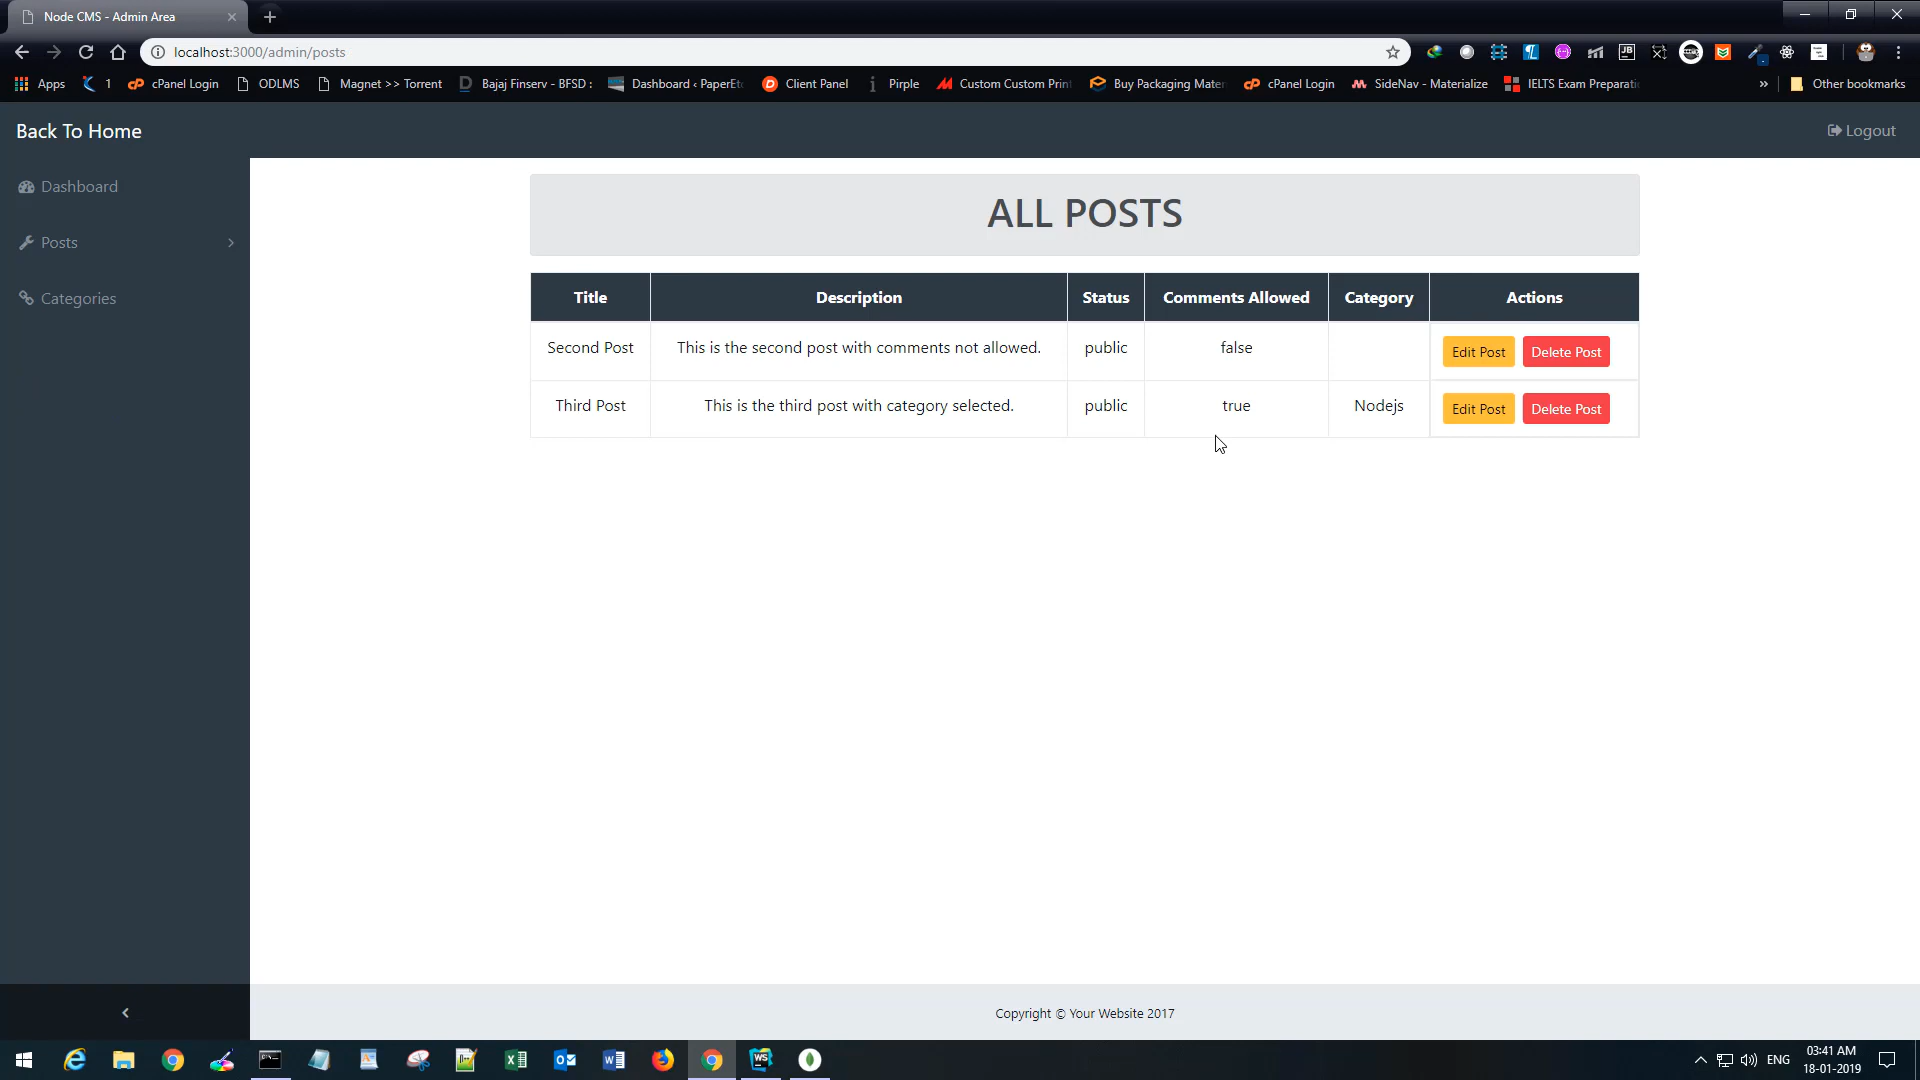 Node CMS - Admin Area
localhost:3000/admin/posts
Apps 1 cPanel Login ODLMS Magnet >> Torrent Bajaj Finserv - BFSD : Dashboard ‹ PaperEtc Client Panel Pirple Custom Custom Print Buy Packaging Mater cPanel Login SideNav - Materialize IELTS Exam Preparatic » Other bookmarks
Back To Home
Logout
Dashboard
Posts
Categories
ALL POSTS
Title Description Status Comments Allowed Category Actions
Second Post This is the second post with comments not allowed. public false Edit Post Delete Post
Third Post This is the third post with category selected. public true Nodejs Edit Post Delete Post
Copyright © Your Website 2017
ENG
03:41 AM
18-01-2019